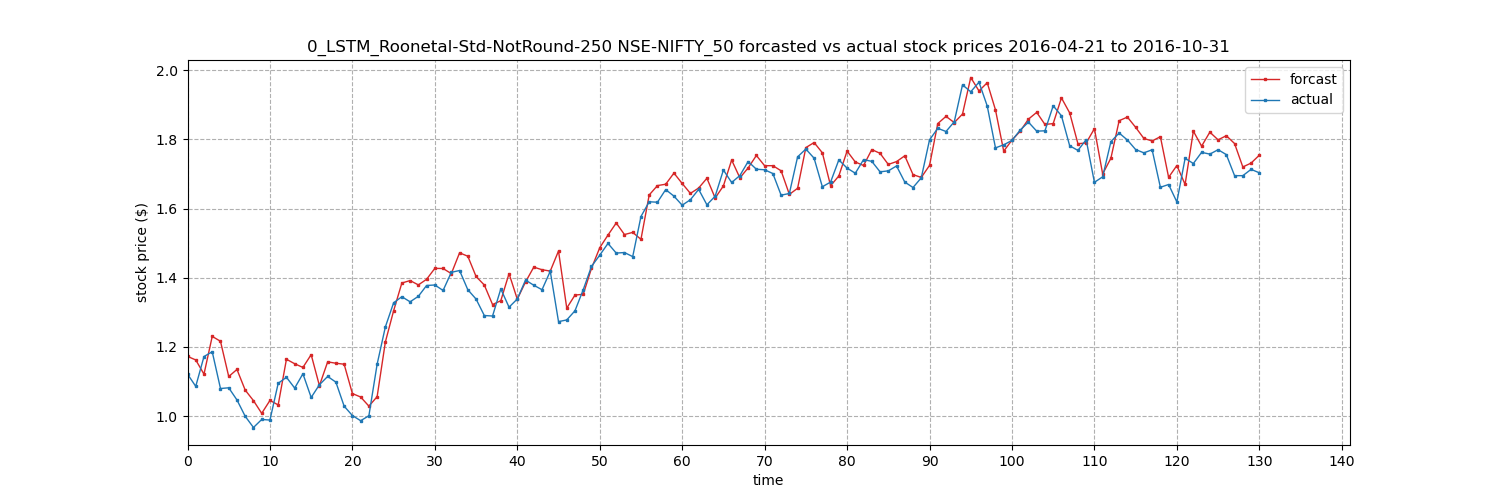 0_LSTM_Roonetal-Std-NotRound-250 NSE-NIFTY_50 forcasted vs actual stock prices 2016-04-21 to 2016-10-31
forcast
actual
stock price ($)
2.0
1.8
1.6
1.4
1.2
1.0
0 10 20 30 40 50 60 70 80 90 100 110 120 130 140
time